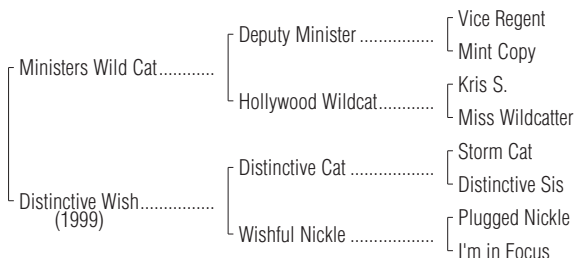 Vice Regent
Deputy Minister ..................
Mint Copy
Ministers Wild Cat............
Kris S.
Hollywood Wildcat.............
Miss Wildcatter
Storm Cat
Distinctive Cat ..................
Distinctive Sis
Distinctive Wish................
(1999)
Plugged Nickle
Wishful Nickle ..................
I'm in Focus